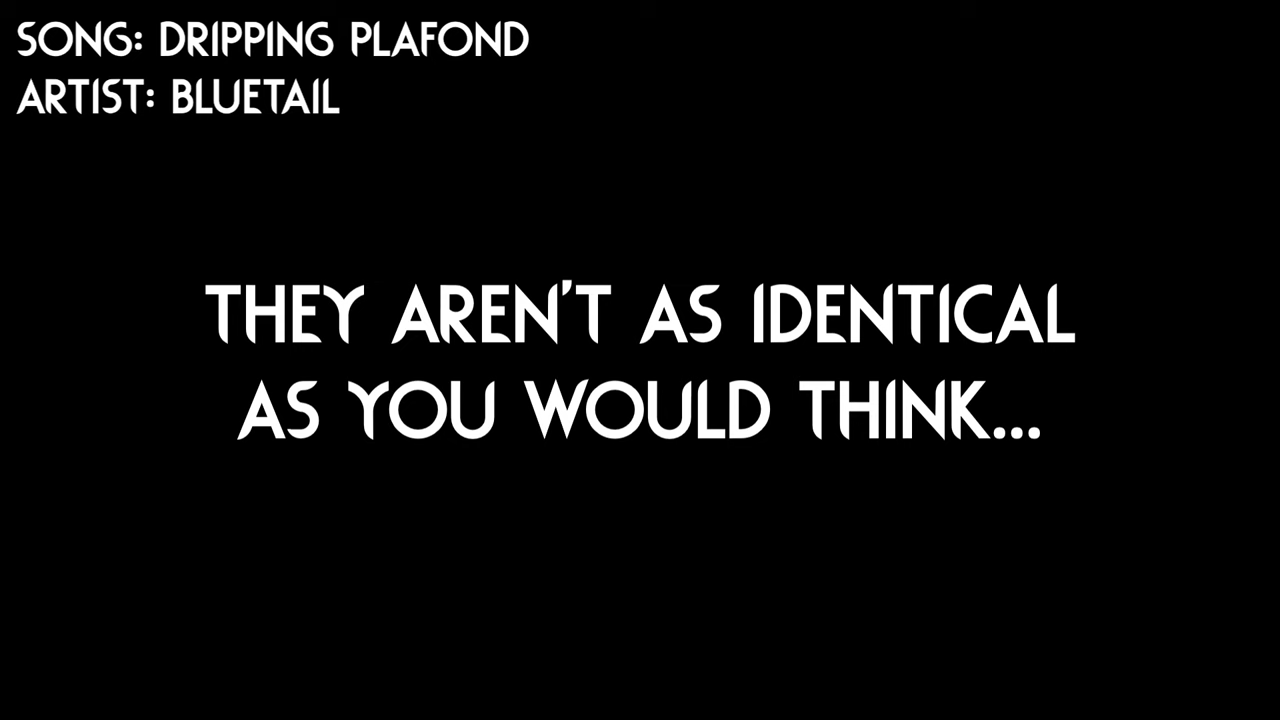 SONG: DRIPPING PLAFOND
ARTIST: BLUETAIL
THEY AREN'T AS IDENTICAL
AS YOU WOULD THINK...